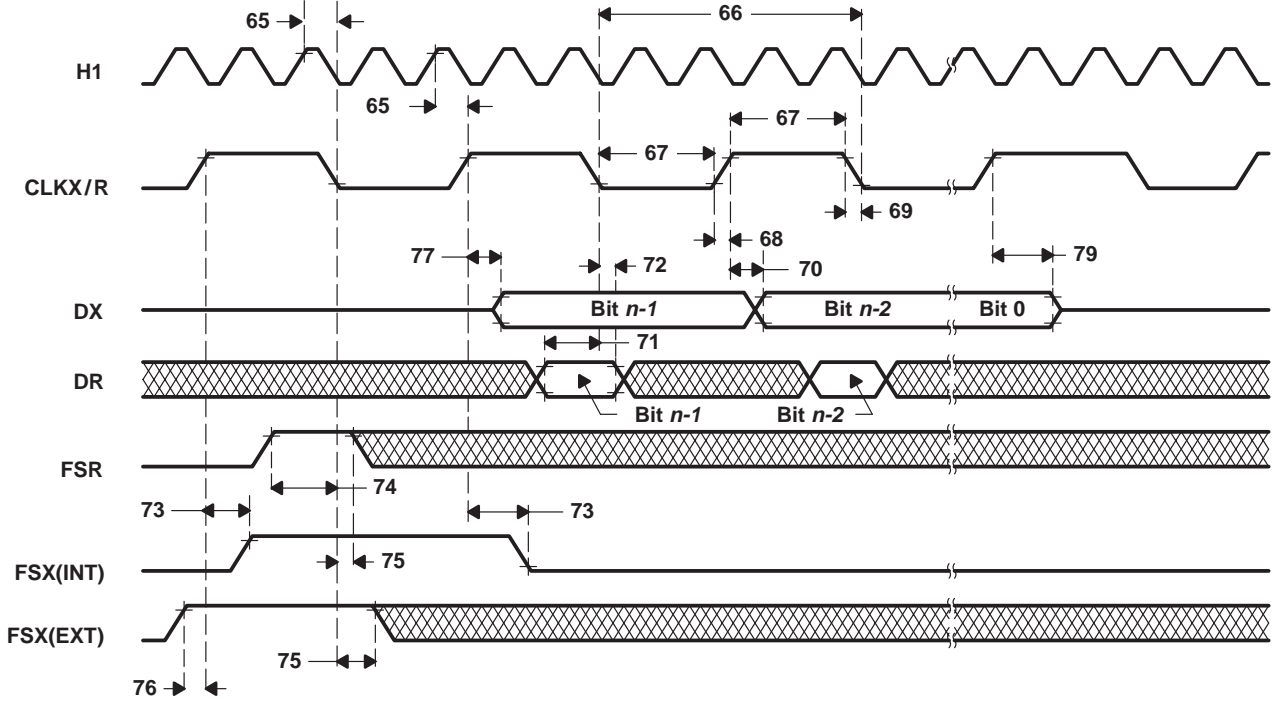 65
66
H1
65
67
67
CLKX/R
69
68
77
72
70
79
DX
Bit n-1
Bit n-2
Bit 0
71
DR
Bit n-1
Bit n-2
FSR
74
73
73
75
FSX(INT)
FSX(EXT)
75
76